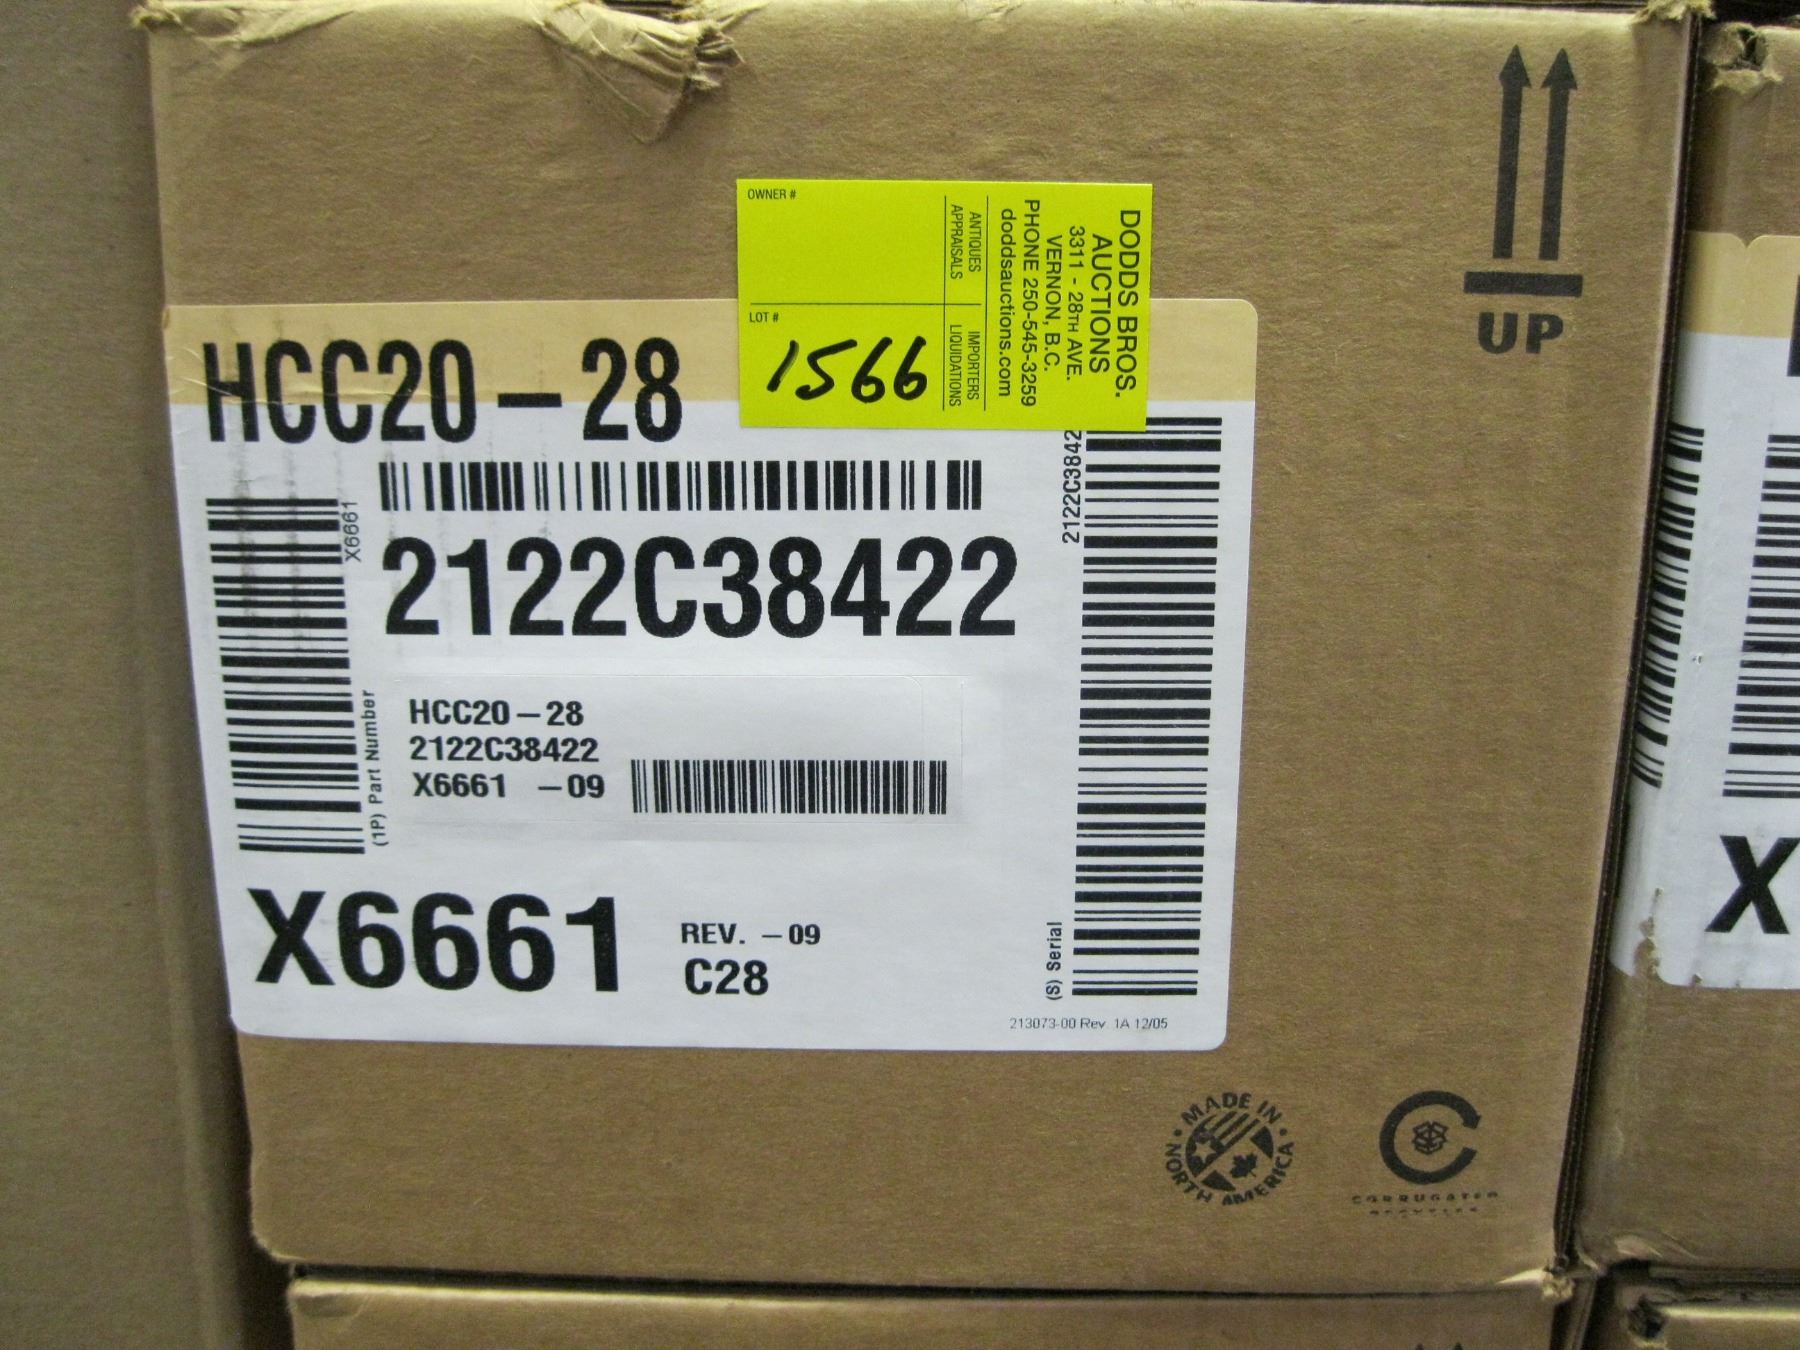 UP
OWNER #
LOT #
1566
DODDS BROS.
AUCTIONS
3311 - 28TH AVE.
VERNON, B.C.
PHONE 250-545-3259
doddsauctions.com
ANTIQUES
APPRAISALS
IMPORTERS
LIQUIDATIONS
HCC20-28
X6661
(1P) Part Number
2122C38422
HCC20-28
2122C38422
X6661 -09
X6661
REV. -09
C28
2122C3842
(S) Serial
213073-00 Rev. 1A 12/05
MADE IN
NORTH AMERICA
CORRUGATED
X